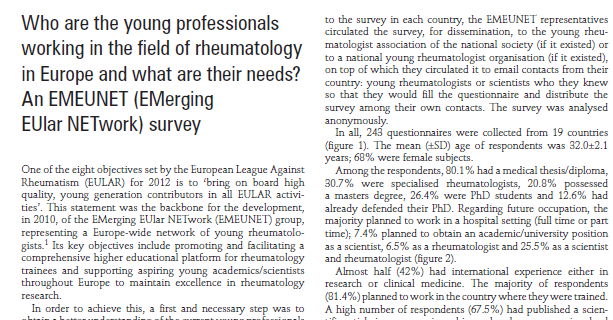 Who are the young professionals
working in the field of rheumatology
in Europe and what are their needs?
An EMEUNET (EMerging
EUlar NETwork) survey
One of the eight objectives set by the European League Against
Rheumatism (EULAR) for 2012 is to ‘bring on board high
quality, young generation contributors in all EULAR activi-
ties’. This statement was the backbone for the development,
in 2010, of the EMerging EUlar NETwork (EMEUNET) group,
representing a Europe-wide network of young rheumatolo-
gists.1 Its key objectives include promoting and facilitating a
comprehensive higher educational platform for rheumatology
trainees and supporting aspiring young academics/scientists
throughout Europe to maintain excellence in rheumatology
research.
In order to achieve this, a first and necessary step was to
obtain a better understanding of the current young professionals
to the survey in each country, the EMEUNET representatives
circulated the survey, for dissemination, to the young rheu-
matologist association of the national society (if it existed) or
to a national young rheumatologist organisation (if it existed),
on top of which they circulated it to email contacts from their
country: young rheumatologists or scientists who they knew
so that they would fill the questionnaire and distribute the
survey among their own contacts. The survey was analysed
anonymously.
In all, 243 questionnaires were collected from 19 countries
(figure 1). The mean (±SD) age of respondents was 32.0±2.1
years; 68% were female subjects.
Among the respondents, 80.1% had a medical thesis/diploma,
30.7% were specialised rheumatologists, 20.8% possessed
a masters degree, 26.4% were PhD students and 12.6% had
already defended their PhD. Regarding future occupation, the
majority planned to work in a hospital setting (full time or part
time); 7.4% planned to obtain an academic/university position
as a scientist, 6.5% as a rheumatologist and 25.5% as a scientist
and rheumatologist (figure 2).
Almost half (42%) had international experience either in
research or clinical medicine. The majority of respondents
(81.4%) planned to work in the country where they were trained.
A high number of respondents (67.5%) had published a scien-